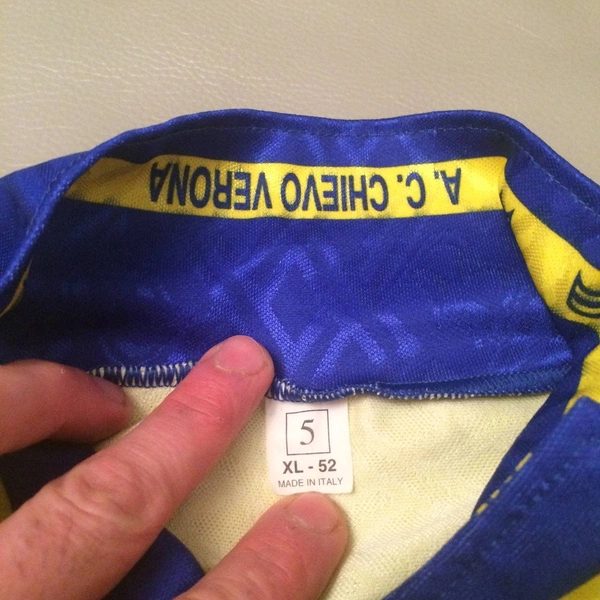 A. C. CHIEVO VERONA
5
XL - 52
MADE IN ITALY